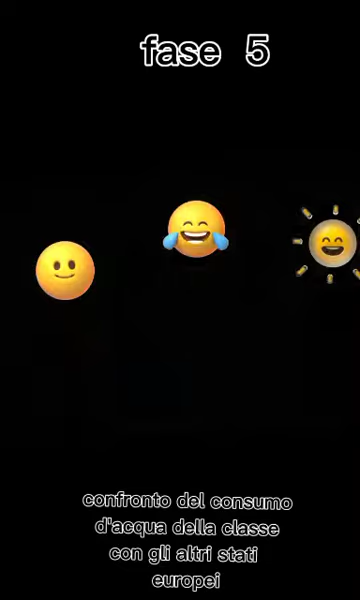 fase 5
confronto del consumo
d'acqua della classe
con gli altri stati
europei